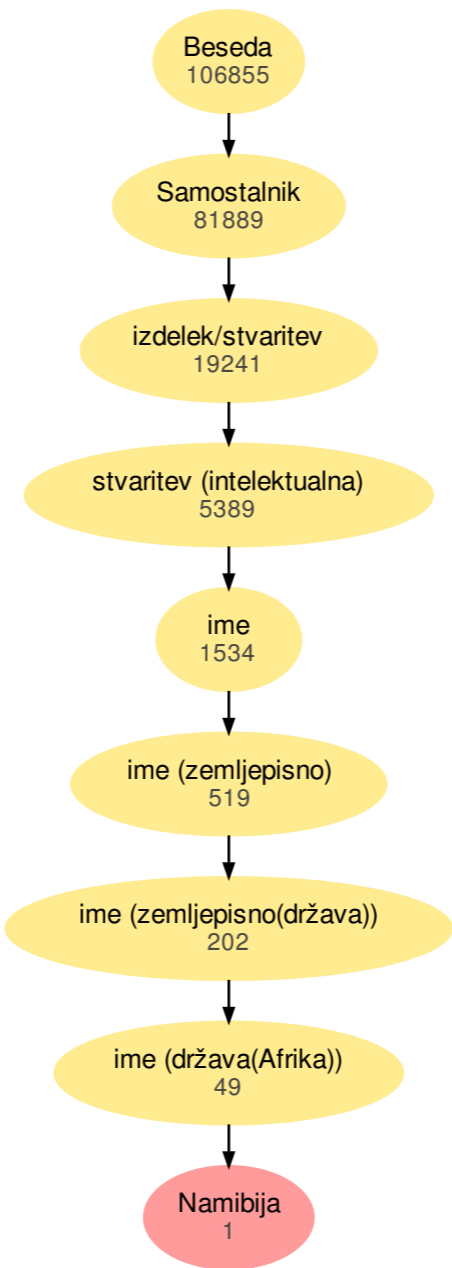 Beseda
106855
Samostalnik
81889
izdelek/stvaritev
19241
stvaritev (intelektualna)
5389
ime
1534
ime (zemljepisno)
519
ime (zemljepisno(država))
202
ime (država(Afrika))
49
Namibija
1